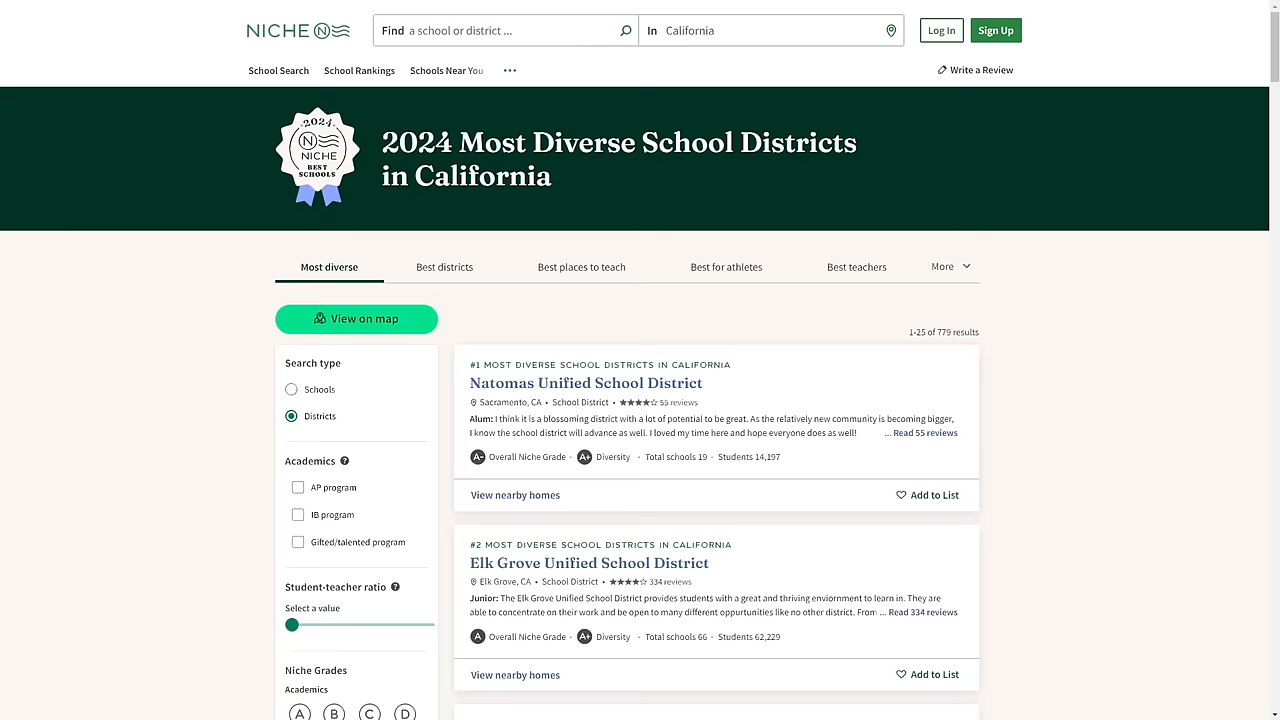 NICHE N
Find a school or district ...
In California
Log In
Sign Up
School Search
School Rankings
Schools Near You
Write a Review
2024
N
NICHE
BEST
SCHOOLS
2024 Most Diverse School Districts
in California
Most diverse
Best districts
Best places to teach
Best for athletes
Best teachers
More
View on map
1-25 of 779 results
Search type
Schools
Districts
Academics
AP program
IB program
Gifted/talented program
Student-teacher ratio
Select a value
Niche Grades
Academics
A B C D
#1 MOST DIVERSE SCHOOL DISTRICTS IN CALIFORNIA
Natomas Unified School District
Sacramento, CA • School District • ★★★★☆ 55 reviews
Alum: I think it is a blossoming district with a lot of potential to be great. As the relatively new community is becoming bigger,
I know the school district will advance as well. I loved my time here and hope everyone does as well! ... Read 55 reviews
A- Overall Niche Grade · A+ Diversity · Total schools 19 · Students 14,197
View nearby homes
Add to List
#2 MOST DIVERSE SCHOOL DISTRICTS IN CALIFORNIA
Elk Grove Unified School District
Elk Grove, CA • School District • ★★★★☆ 334 reviews
Junior: The Elk Grove Unified School District provides students with a great and thriving enviornment to learn in. They are
able to concentrate on their work and be open to many different oppurtunities like no other district. From ... Read 334 reviews
A Overall Niche Grade · A+ Diversity · Total schools 66 · Students 62,229
View nearby homes
Add to List